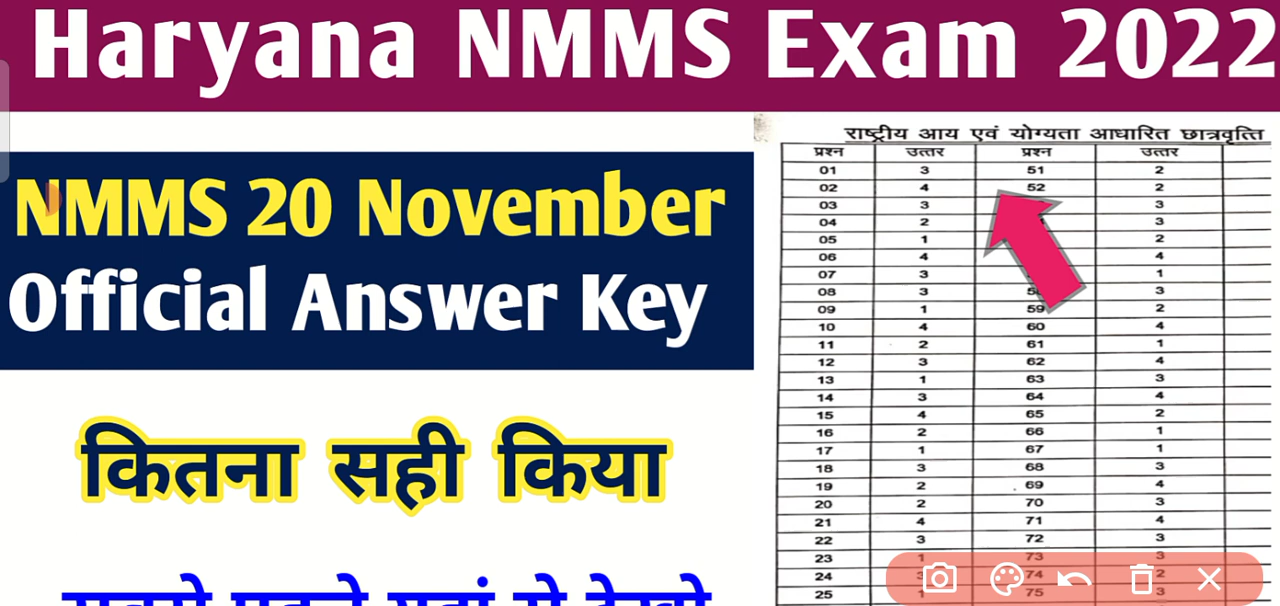 Haryana NMMS Exam 2022
NMMS 20 November
Official Answer Key
कितना सही किया
राष्ट्रीय आय एवं योग्यता आधारित छात्रवृत्ति
प्रश्न उत्तर प्रश्न उत्तर
01 3 51 2
02 4 52 2
03 3 3
04 2 3
05 1 2
06 4 4
07 3 1
08 3 3
09 1 59 2
10 4 60 4
11 2 61 1
12 3 62 4
13 1 63 3
14 3 64 4
15 4 65 2
16 2 66 1
17 1 67 1
18 3 68 3
19 2 69 4
20 2 70 3
21 4 71 4
22 3 72 3
23 1 73 3
24 3 74 2
25 1 75 3